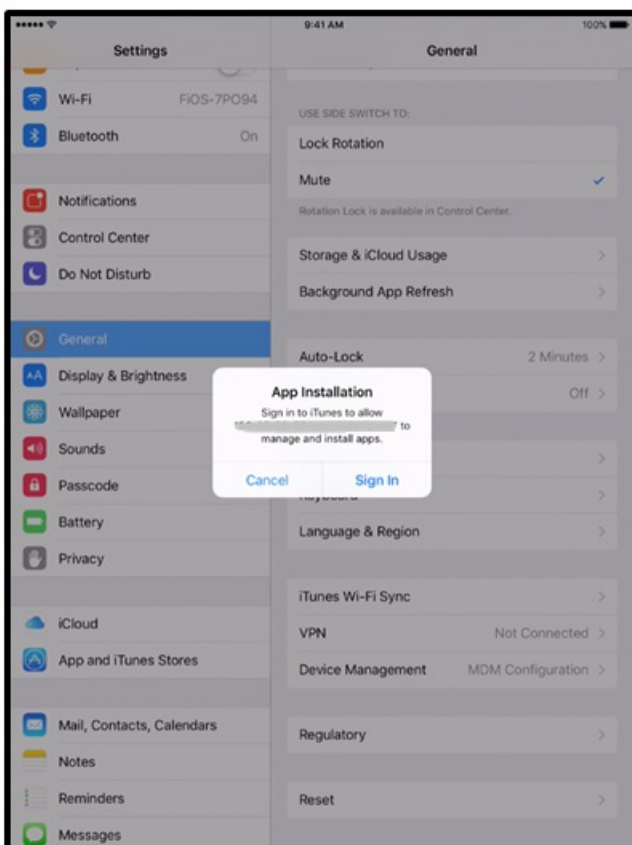 9:41 AM
100%
Settings
General
Wi-Fi
FiOS-7PO94
Bluetooth
On
Notifications
Control Center
Do Not Disturb
General
Display & Brightness
Wallpaper
Sounds
Passcode
Battery
Privacy
iCloud
App and iTunes Stores
Mail, Contacts, Calendars
Notes
Reminders
Messages
USE SIDE SWITCH TO:
Lock Rotation
Mute
Rotation Lock is available in Control Center.
Storage & iCloud Usage
Background App Refresh
Auto-Lock
2 Minutes
Off
App Installation
Sign in to iTunes to allow
to
manage and install apps.
Cancel
Sign In
Keyboard
Language & Region
iTunes Wi-Fi Sync
VPN
Not Connected
Device Management
MDM Configuration
Regulatory
Reset